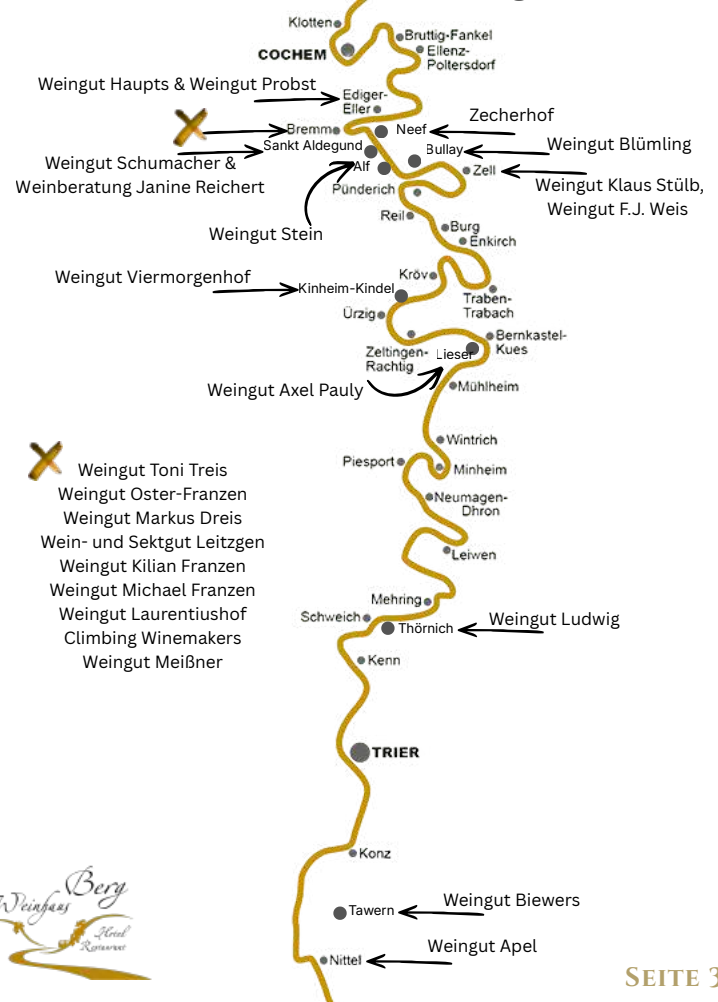 Klotten
Bruttig-Fankel
COCHEM
Ellenz-
Poltersdorf
Weingut Haupts & Weingut Probst
Ediger-
Eller
Zecherhof
Bremm
Neef
Sankt Aldegund
Bullay
Weingut Blümling
Weingut Schumacher &
Weinberatung Janine Reichert
Alf
Zell
Pünderich
Weingut Klaus Stülb,
Weingut F.J. Weis
Reil
Weingut Stein
Burg
Enkirch
Weingut Viermorgenhof
Kröv
Kinheim-Kindel
Traben-
Trabach
Ürzig
Bernkastel-
Kues
Zeltingen-
Rachtig
Lieser
Weingut Axel Pauly
Mühlheim
Wintrich
Piesport
Minheim
Weingut Toni Treis
Weingut Oster-Franzen
Weingut Markus Dreis
Wein- und Sektgut Leitzgen
Weingut Kilian Franzen
Weingut Michael Franzen
Weingut Laurentiushof
Climbing Winemakers
Weingut Meißner
Neumagen-
Dhron
Leiwen
Mehring
Schweich
Thörnich
Weingut Ludwig
Kenn
TRIER
Konz
Tawern
Weingut Biewers
Nittel
Weingut Apel
Weinhaus Berg
Hotel
Restaurant
SEITE 3